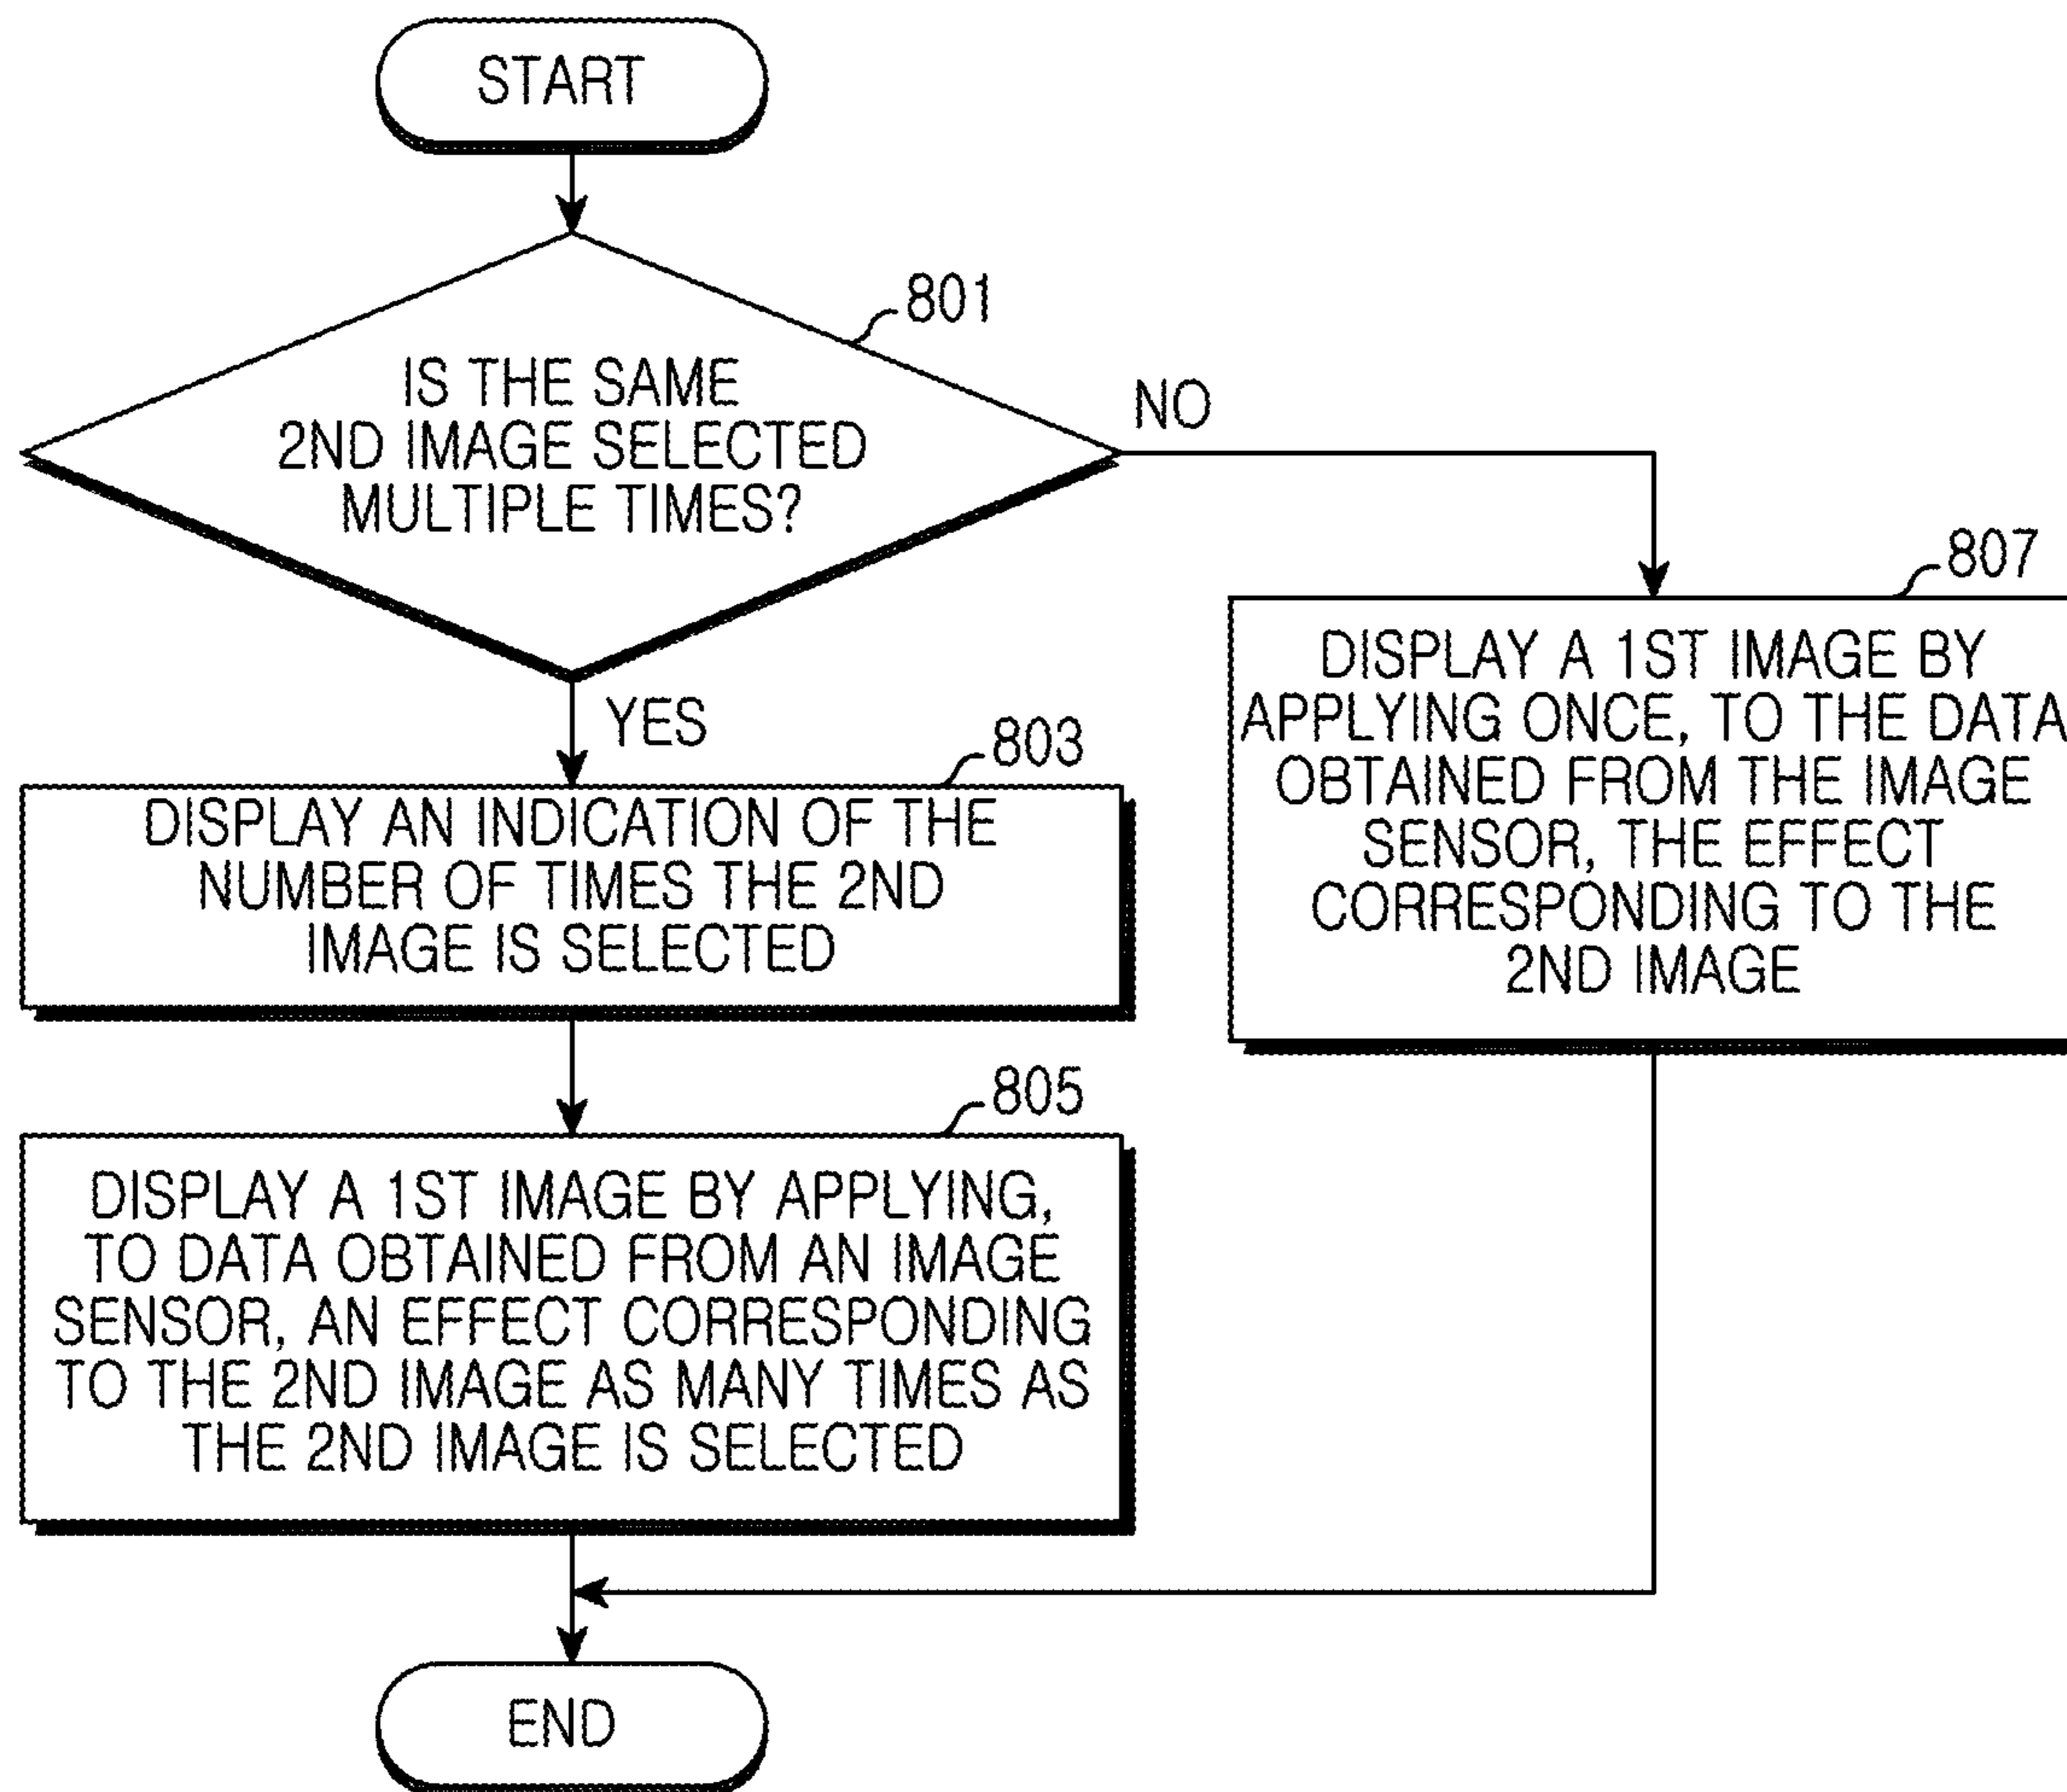 START
801
IS THE SAME
2ND IMAGE SELECTED
MULTIPLE TIMES?
NO
YES
803
DISPLAY AN INDICATION OF THE
NUMBER OF TIMES THE 2ND
IMAGE IS SELECTED
805
DISPLAY A 1ST IMAGE BY APPLYING,
TO DATA OBTAINED FROM AN IMAGE
SENSOR, AN EFFECT CORRESPONDING
TO THE 2ND IMAGE AS MANY TIMES AS
THE 2ND IMAGE IS SELECTED
807
DISPLAY A 1ST IMAGE BY
APPLYING ONCE, TO THE DATA
OBTAINED FROM THE IMAGE
SENSOR, THE EFFECT
CORRESPONDING TO THE
2ND IMAGE
END